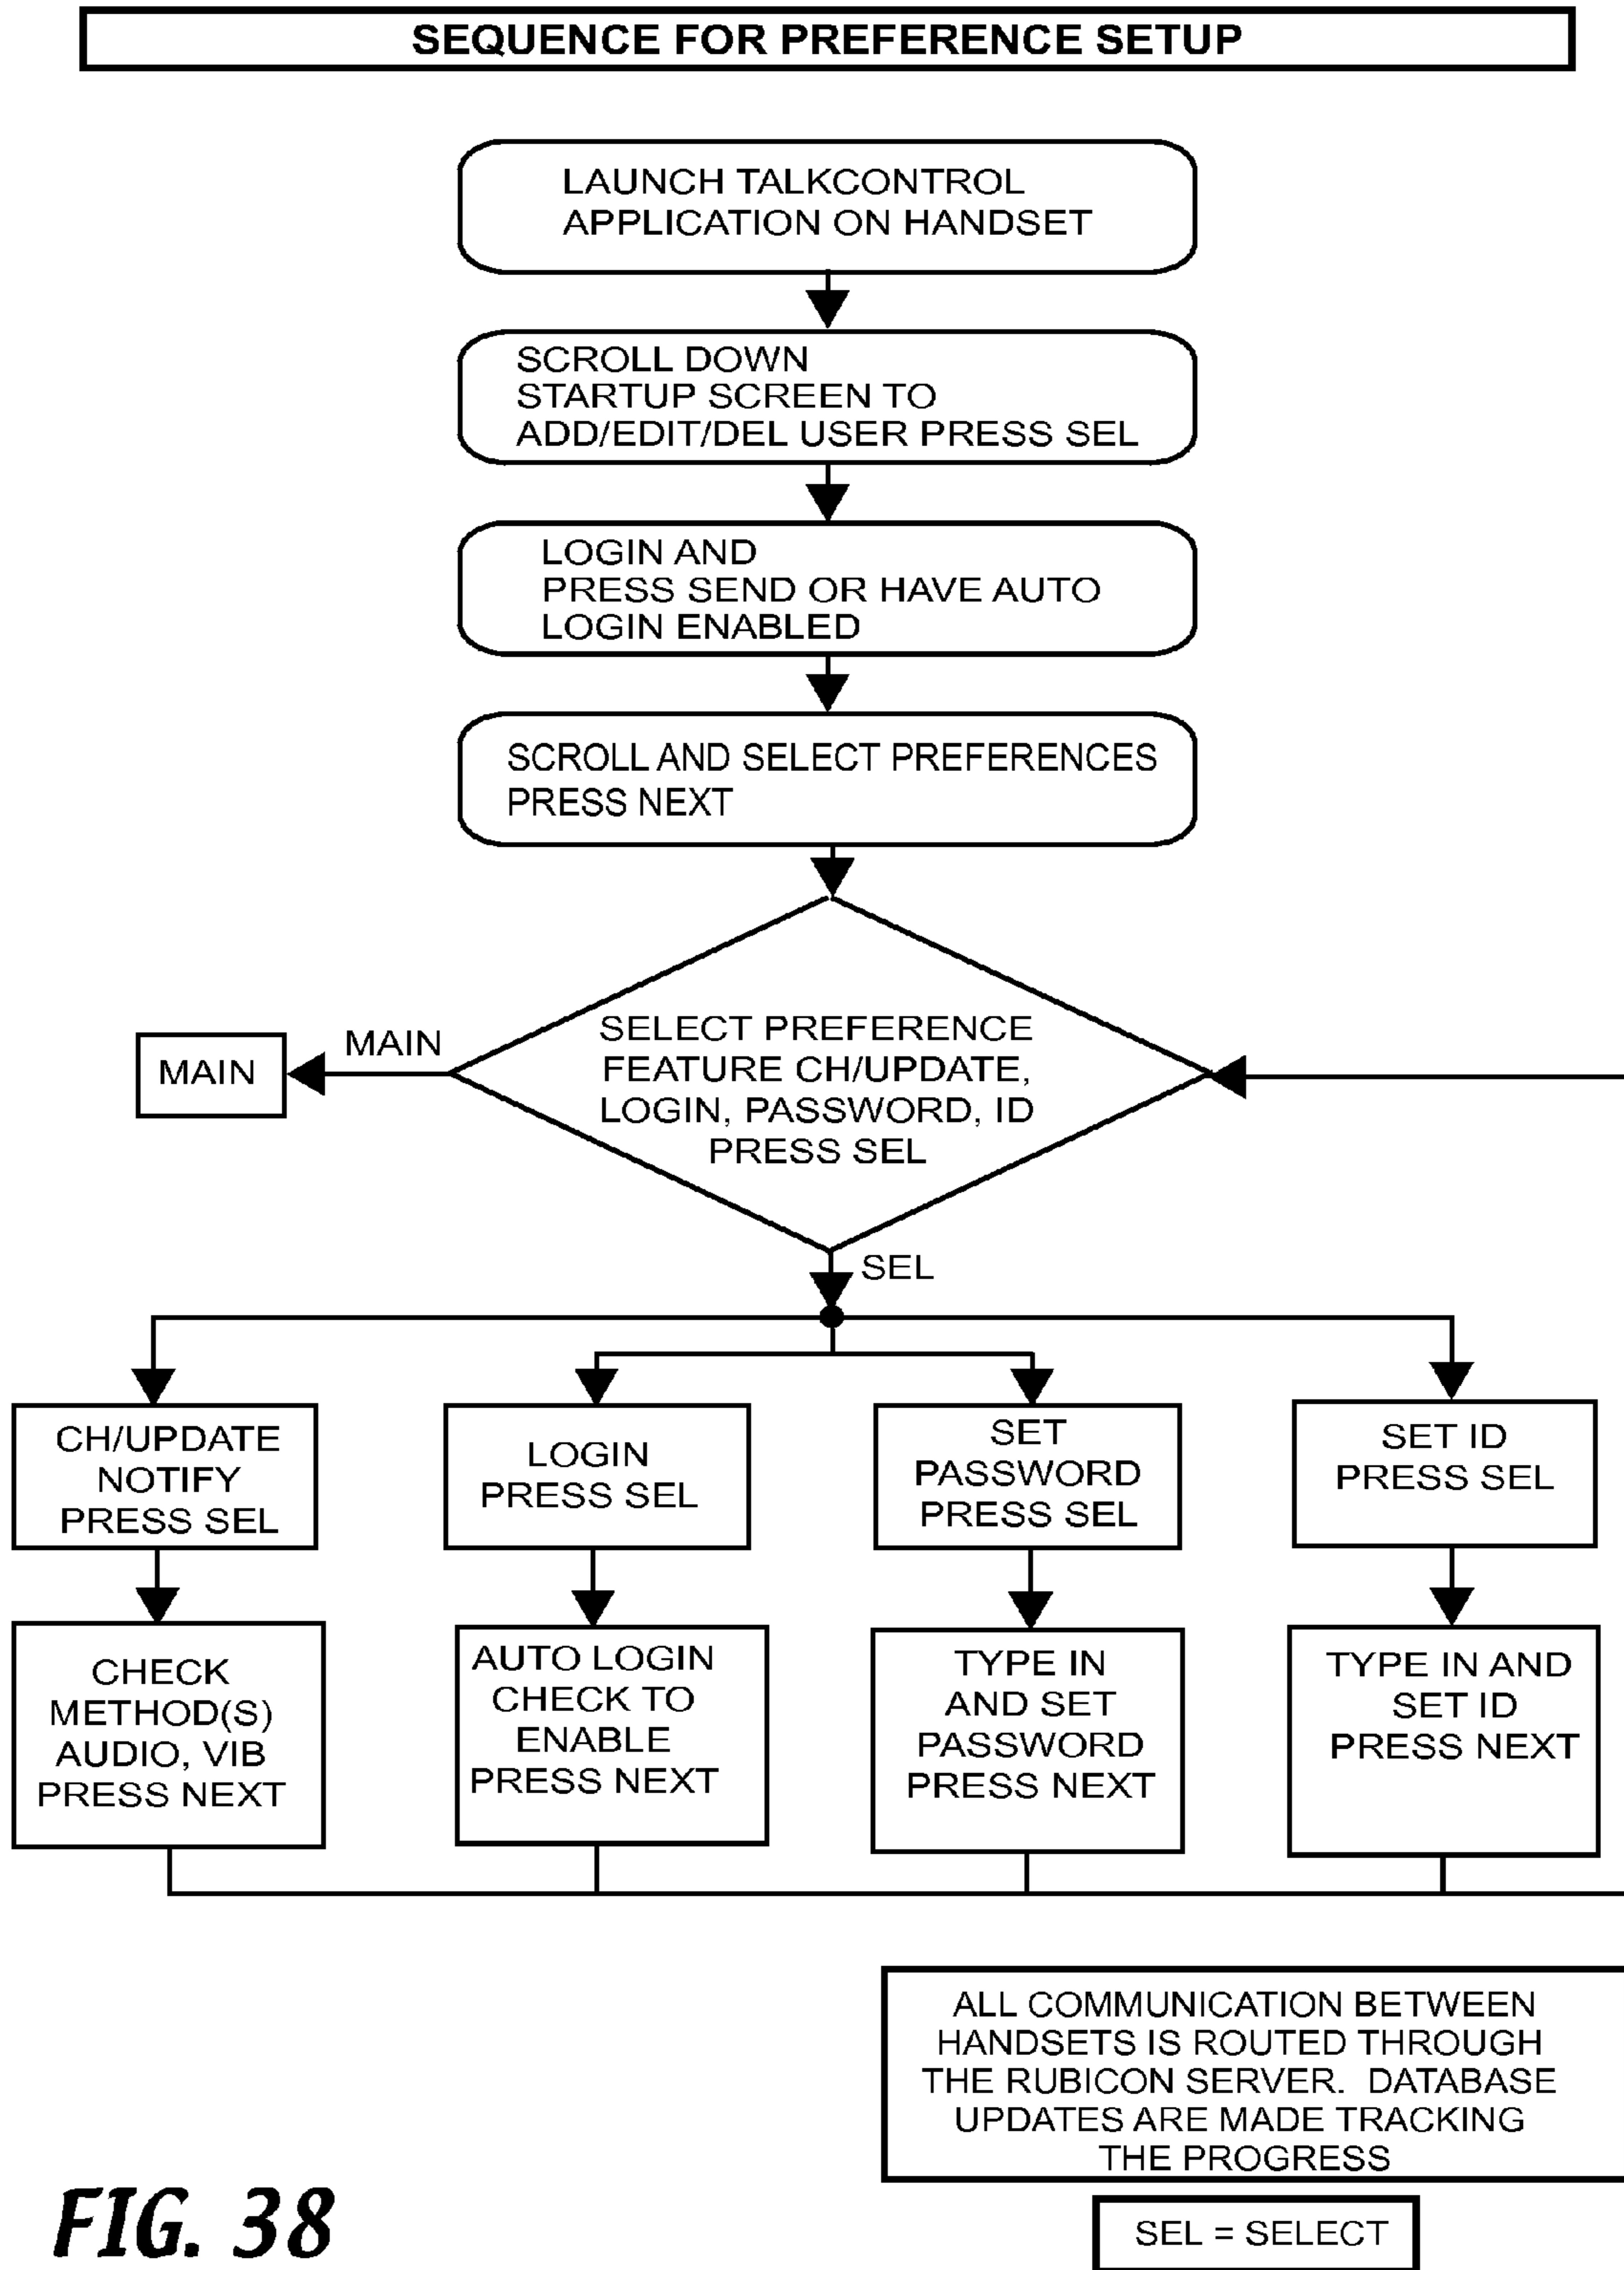 SEQUENCE FOR PREFERENCE SETUP
LAUNCH TALKCONTROL
APPLICATION ON HANDSET
SCROLL DOWN
STARTUP SCREEN TO
ADD/EDIT/DEL USER PRESS SEL
LOGIN AND
PRESS SEND OR HAVE AUTO
LOGIN ENABLED
SCROLL AND SELECT PREFERENCES
PRESS NEXT
SELECT PREFERENCE
FEATURE CH/UPDATE,
LOGIN, PASSWORD, ID
PRESS SEL
MAIN
MAIN
SEL
CH/UPDATE
NOTIFY
PRESS SEL
LOGIN
PRESS SEL
SET
PASSWORD
PRESS SEL
SET ID
PRESS SEL
CHECK
METHOD(S)
AUDIO, VIB
PRESS NEXT
AUTO LOGIN
CHECK TO
ENABLE
PRESS NEXT
TYPE IN
AND SET
PASSWORD
PRESS NEXT
TYPE IN AND
SET ID
PRESS NEXT
ALL COMMUNICATION BETWEEN
HANDSETS IS ROUTED THROUGH
THE RUBICON SERVER. DATABASE
UPDATES ARE MADE TRACKING
THE PROGRESS
SEL = SELECT
FIG. 38